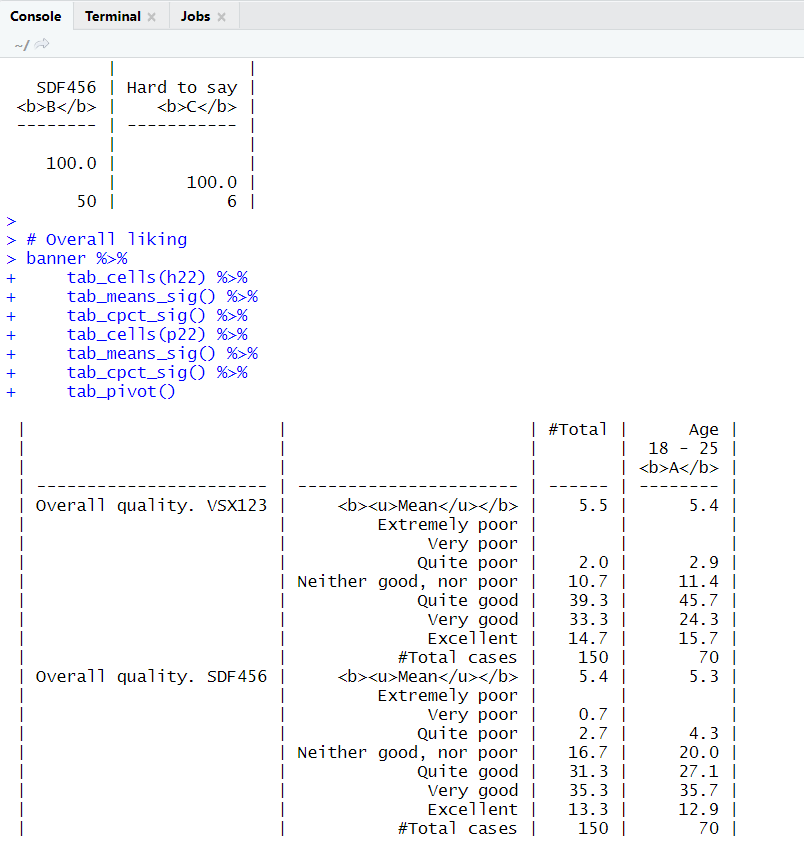 Console Terminal × Jobs ×
~/
| |
SDF456 | Hard to say |
<b>B</b> | <b>C</b> |
-------- | ----------- |
| |
100.0 | |
| 100.0 |
50 | 6 |
>
> # Overall liking
> banner %>%
+     tab_cells(h22) %>%
+     tab_means_sig() %>%
+     tab_cpct_sig() %>%
+     tab_cells(p22) %>%
+     tab_means_sig() %>%
+     tab_cpct_sig() %>%
+     tab_pivot()
| | | #Total | Age |
| | | | 18 - 25 |
| | | | <b>A</b> |
| ----------------------- | ---------------------- | ------ | -------- |
| Overall quality. VSX123 | <b><u>Mean</u></b> | 5.5 | 5.4 |
| | Extremely poor | | |
| | Very poor | | |
| | Quite poor | 2.0 | 2.9 |
| | Neither good, nor poor | 10.7 | 11.4 |
| | Quite good | 39.3 | 45.7 |
| | Very good | 33.3 | 24.3 |
| | Excellent | 14.7 | 15.7 |
| | #Total cases | 150 | 70 |
| Overall quality. SDF456 | <b><u>Mean</u></b> | 5.4 | 5.3 |
| | Extremely poor | | |
| | Very poor | 0.7 | |
| | Quite poor | 2.7 | 4.3 |
| | Neither good, nor poor | 16.7 | 20.0 |
| | Quite good | 31.3 | 27.1 |
| | Very good | 35.3 | 35.7 |
| | Excellent | 13.3 | 12.9 |
| | #Total cases | 150 | 70 |